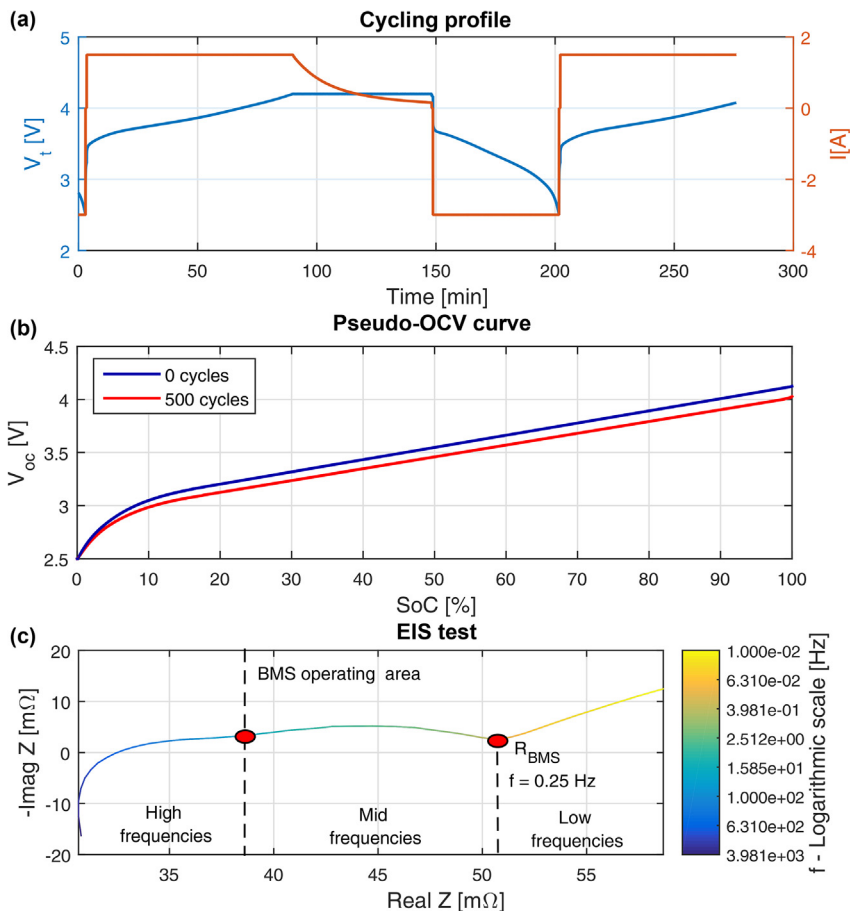 (a)
Cycling profile
5
4
3
2
V_t [V]
2
0
-2
-4
I[A]
0
50
100
150
200
250
300
Time [min]
(b)
Pseudo-OCV curve
4.5
4
3.5
3
2.5
V_oc [V]
0 cycles
500 cycles
0
10
20
30
40
50
60
70
80
90
100
SoC [%]
(c)
EIS test
20
10
0
-10
-20
-Imag Z [mΩ]
BMS operating area
R_BMS
f = 0.25 Hz
High
frequencies
Mid
frequencies
Low
frequencies
35
40
45
50
55
Real Z [mΩ]
1.000e-02
6.310e-02
3.981e-01
2.512e+00
1.585e+01
1.000e+02
6.310e+02
3.981e+03
f - Logarithmic scale [Hz]